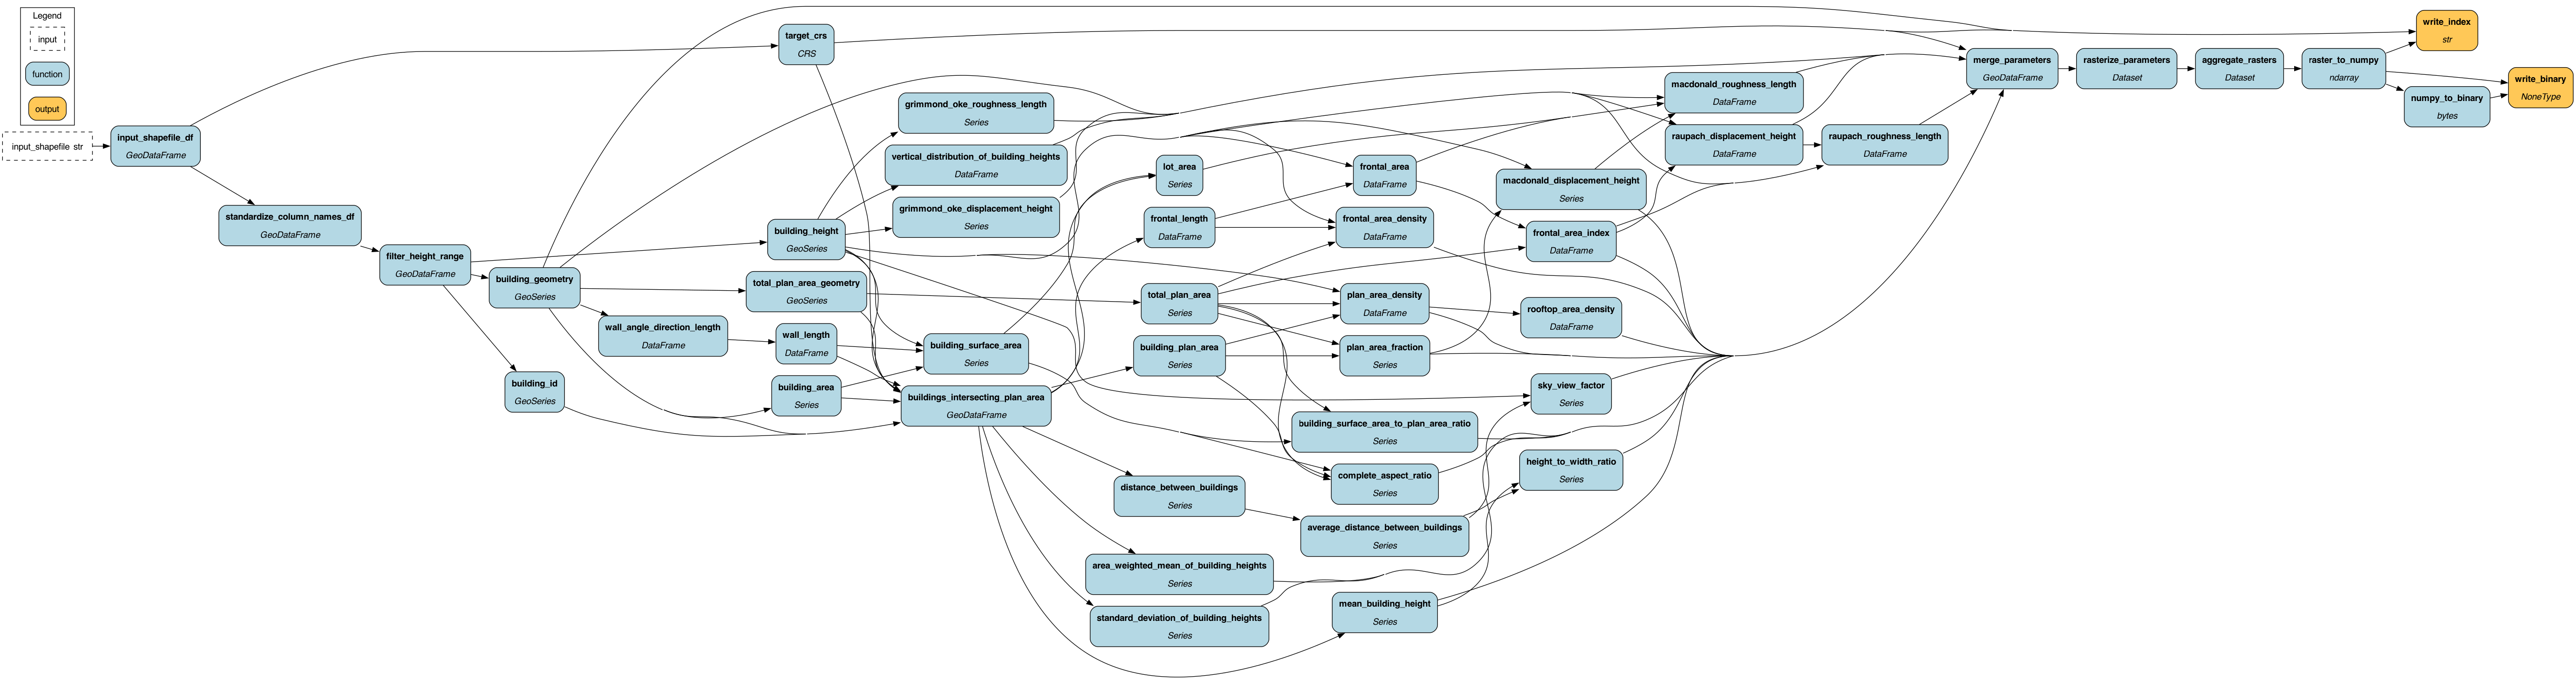 Legend
input
function
output
input_shapefile str
input_shapefile_df
GeoDataFrame
standardize_column_names_df
GeoDataFrame
filter_height_range
GeoDataFrame
building_geometry
GeoSeries
building_id
GeoSeries
wall_angle_direction_length
DataFrame
target_crs
CRS
building_height
GeoSeries
total_plan_area_geometry
GeoSeries
wall_length
DataFrame
building_area
Series
grimmond_oke_roughness_length
Series
vertical_distribution_of_building_heights
DataFrame
grimmond_oke_displacement_height
Series
building_surface_area
Series
buildings_intersecting_plan_area
GeoDataFrame
lot_area
Series
frontal_length
DataFrame
total_plan_area
Series
building_plan_area
Series
distance_between_buildings
Series
area_weighted_mean_of_building_heights
Series
standard_deviation_of_building_heights
Series
frontal_area
DataFrame
frontal_area_density
DataFrame
plan_area_density
DataFrame
plan_area_fraction
Series
building_surface_area_to_plan_area_ratio
Series
complete_aspect_ratio
Series
average_distance_between_buildings
Series
mean_building_height
Series
macdonald_displacement_height
Series
frontal_area_index
DataFrame
rooftop_area_density
DataFrame
sky_view_factor
Series
height_to_width_ratio
Series
macdonald_roughness_length
DataFrame
raupach_displacement_height
DataFrame
raupach_roughness_length
DataFrame
merge_parameters
GeoDataFrame
rasterize_parameters
Dataset
aggregate_rasters
Dataset
raster_to_numpy
ndarray
write_index
str
numpy_to_binary
bytes
write_binary
NoneType